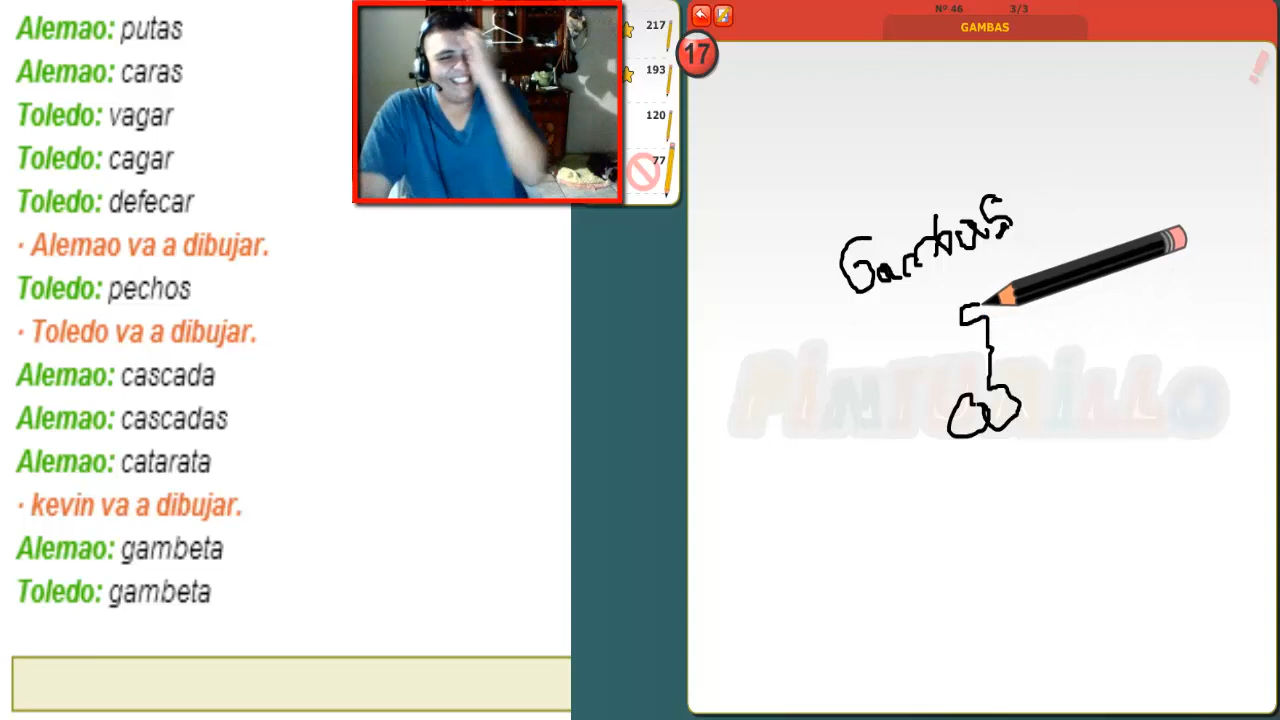 Alemao: putas
Alemao: caras
Toledo: vagar
Toledo: cagar
Toledo: defecar
· Alemao va a dibujar.
Toledo: pechos
· Toledo va a dibujar.
Alemao: cascada
Alemao: cascadas
Alemao: catarata
· kevin va a dibujar.
Alemao: gambeta
Toledo: gambeta
217
193
120
77
Nº 46 3/3
GAMBAS
17
Gambas
PINTURILLO